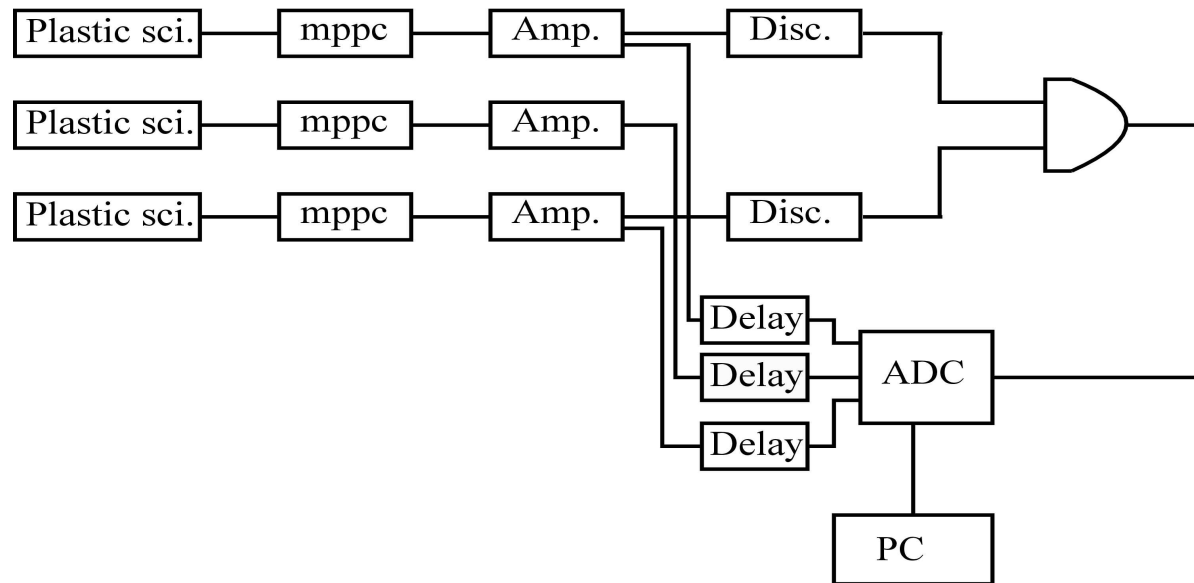 Plastic sci. mppc Amp. Disc.
Plastic sci. mppc Amp.
Plastic sci. mppc Amp. Disc.
Delay
ADC
Delay
Delay
PC